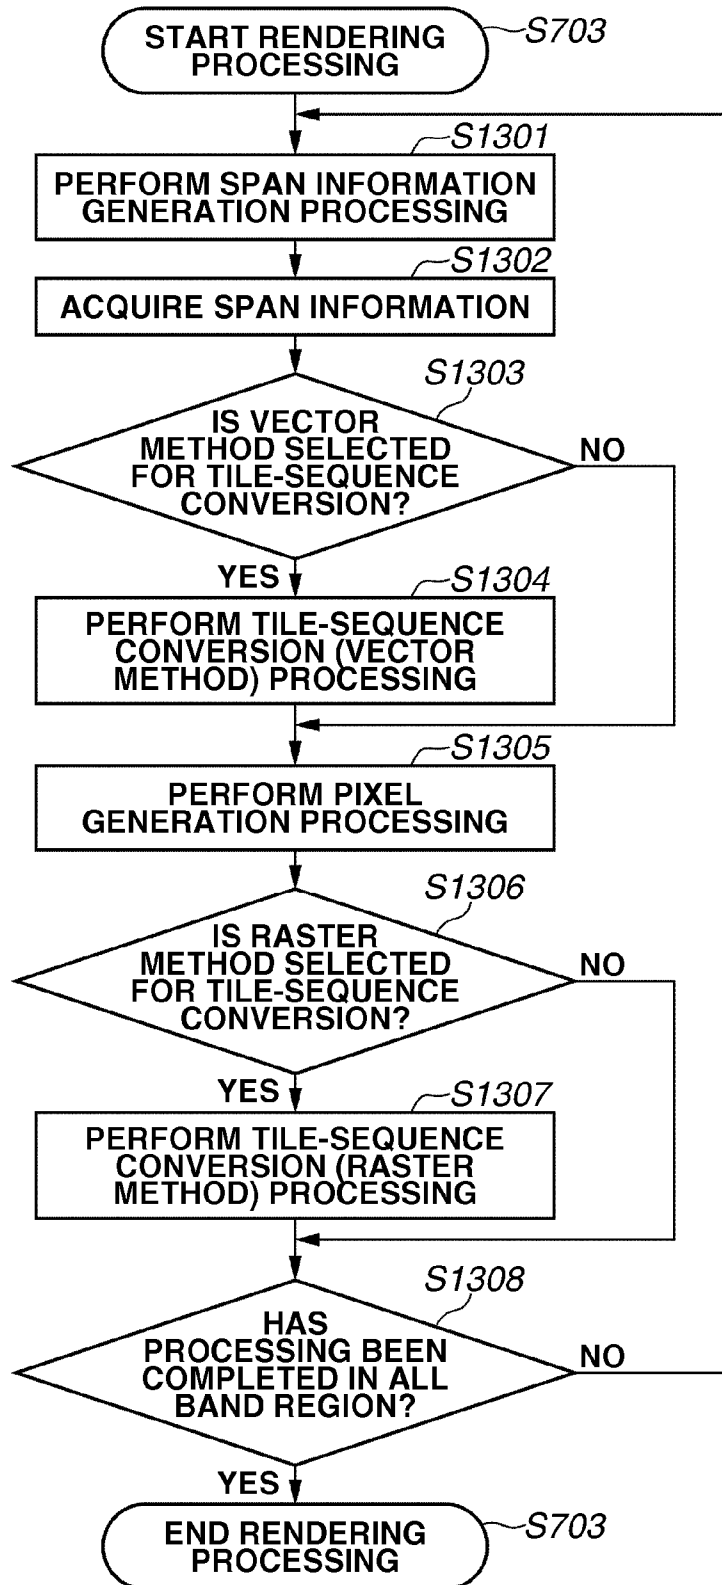 START RENDERING
PROCESSING
S703
S1301
PERFORM SPAN INFORMATION
GENERATION PROCESSING
S1302
ACQUIRE SPAN INFORMATION
S1303
IS VECTOR
METHOD SELECTED
FOR TILE-SEQUENCE
CONVERSION?
NO
YES
S1304
PERFORM TILE-SEQUENCE
CONVERSION (VECTOR
METHOD) PROCESSING
S1305
PERFORM PIXEL
GENERATION PROCESSING
S1306
IS RASTER
METHOD SELECTED
FOR TILE-SEQUENCE
CONVERSION?
NO
YES
S1307
PERFORM TILE-SEQUENCE
CONVERSION (RASTER
METHOD) PROCESSING
S1308
HAS
PROCESSING BEEN
COMPLETED IN ALL
BAND REGION?
NO
YES
END RENDERING
PROCESSING
S703